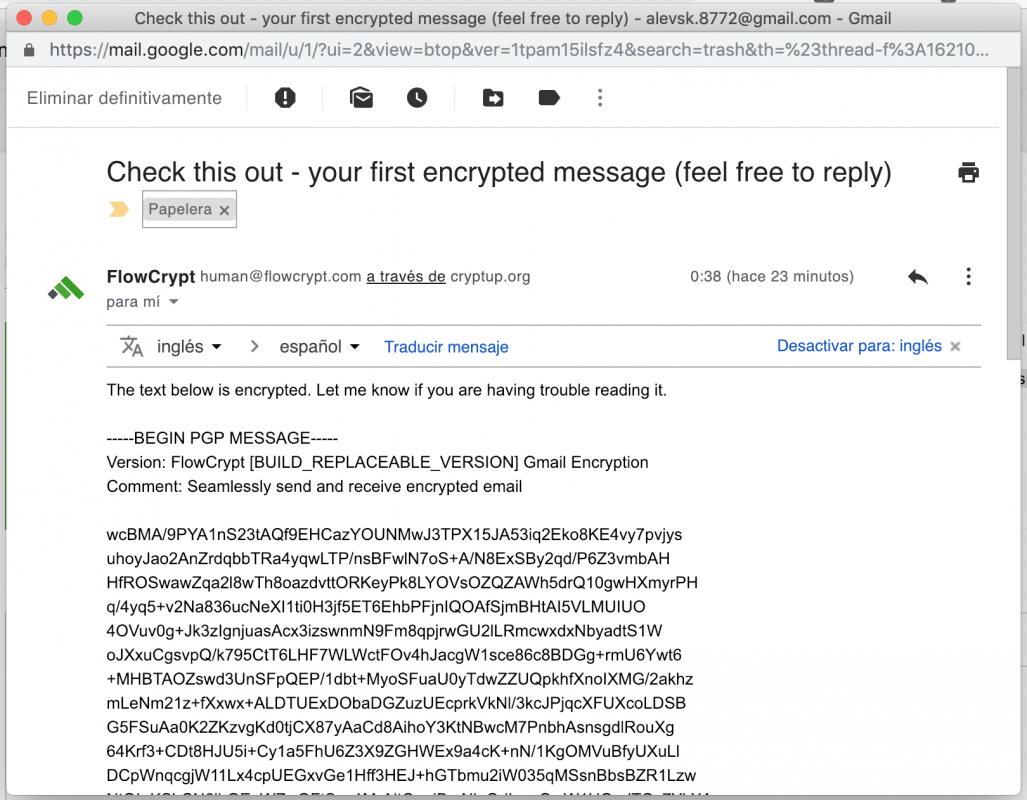 Check this out - your first encrypted message (feel free to reply) - alevsk.8772@gmail.com - Gmail
https://mail.google.com/mail/u/1/?ui=2&view=btop&ver=1tpam15ilsfz4&search=trash&th=%23thread-f%3A16210...
Eliminar definitivamente
Check this out - your first encrypted message (feel free to reply)
Papelera ×
FlowCrypt human@flowcrypt.com a través de cryptup.org 0:38 (hace 23 minutos)
para mí
inglés > español Traducir mensaje Desactivar para: inglés ×
The text below is encrypted. Let me know if you are having trouble reading it.
-----BEGIN PGP MESSAGE-----
Version: FlowCrypt [BUILD_REPLACEABLE_VERSION] Gmail Encryption
Comment: Seamlessly send and receive encrypted email
wcBMA/9PYA1nS23tAQf9EHCazYOUNMwJ3TPX15JA53iq2Eko8KE4vy7pvjys
uhoyJao2AnZrdqbbTRa4yqwLTP/nsBFwlN7oS+A/N8ExSBy2qd/P6Z3vmbAH
HfROSwawZqa2l8wTh8oazdvttORKeyPk8LYOVsOZQZAWh5drQ10gwHXmyrPH
q/4yq5+v2Na836ucNeXI1ti0H3jf5ET6EhbPFjnIQOAfSjmBHtAI5VLMUIUO
4OVuv0g+Jk3zIgnjuasAcx3izswnmN9Fm8qpjrwGU2lLRmcwxdxNbyadtS1W
oJXxuCgsvpQ/k795CtT6LHF7WLWctFOv4hJacgW1sce86c8BDGg+rmU6Ywt6
+MHBTAOZswd3UnSFpQEP/1dbt+MyoSFuaU0yTdwZZUQpkhfXnoIXMG/2akhz
mLeNm21z+fXxwx+ALDTUExDObaDGZuzUEcprkVkNl/3kcJPjqcXFUXcoLDSB
G5FSuAa0K2ZKzvgKd0tjCX87yAaCd8AihoY3KtNBwcM7PnbhAsnsgdlRouXg
64Krf3+CDt8HJU5i+Cy1a5FhU6Z3X9ZGHWEx9a4cK+nN/1KgOMVuBfyUXuLl
DCpWnqcgjW11Lx4cpUEGxvGe1Hff3HEJ+hGTbmu2iW035qMSsnBbsBZR1Lzw